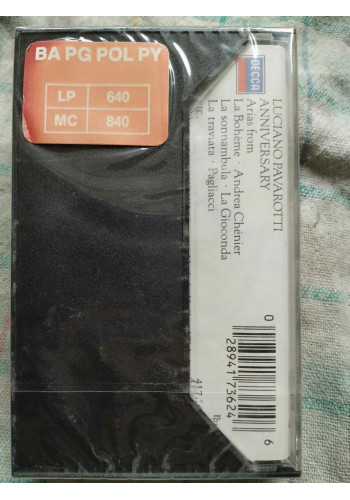 BA PG POL PY
LP 640
MC 840
DECCA
LUCIANO PAVAROTTI
ANNIVERSARY
Arias from
La Bohème · Andrea Chénier
La sonnambula · La Gioconda
La traviata · Pagliacci
0 28941 73624 6
417